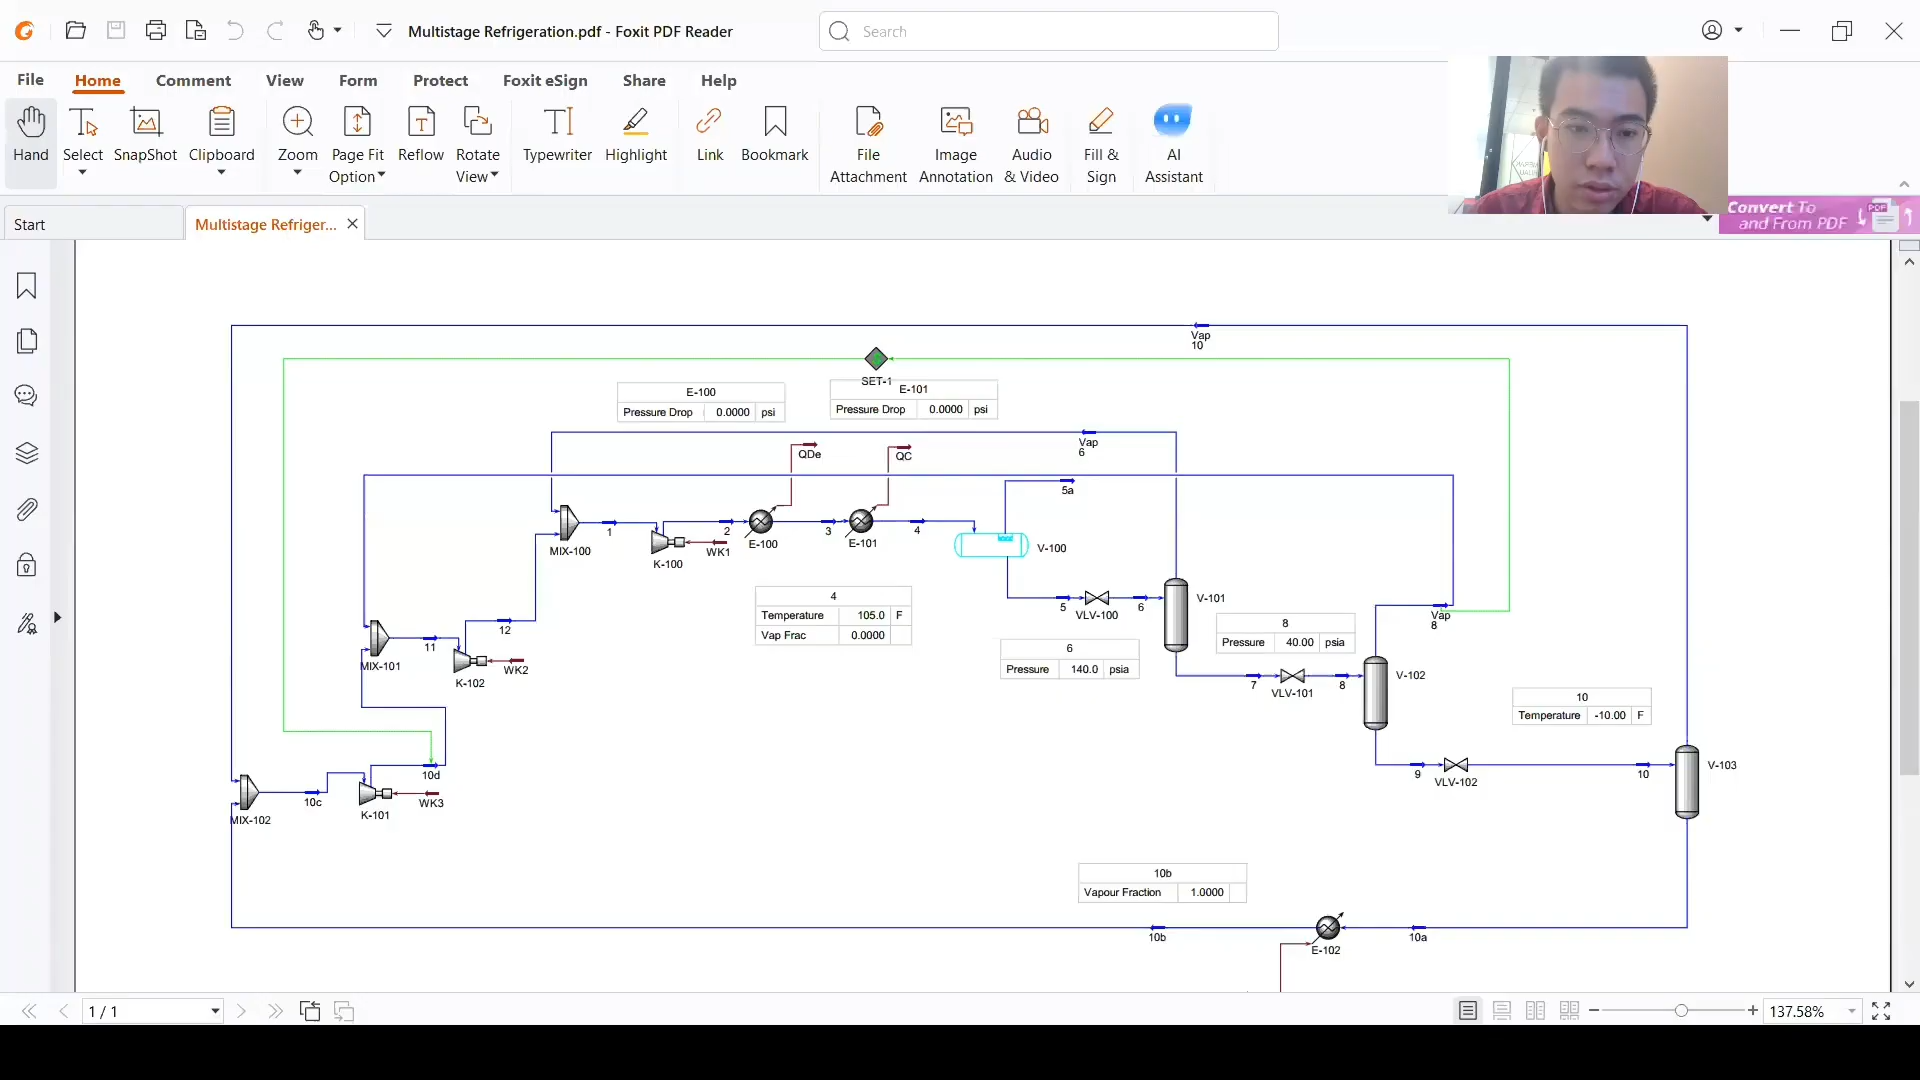 Multistage Refrigeration.pdf - Foxit PDF Reader
Search
File Home Comment View Form Protect Foxit eSign Share Help
Hand
Select
SnapShot
Clipboard
Zoom
Page Fit
Option
Reflow
Rotate
View
Typewriter
Highlight
Link
Bookmark
File
Attachment
Image
Annotation
Audio
& Video
Fill &
Sign
AI
Assistant
Convert To
and From PDF
PDF
Start
Multistage Refriger...
Vap
10
SET-1
E-100
Pressure Drop 0.0000 psi
E-101
Pressure Drop 0.0000 psi
Vap
6
QDe
QC
5a
MIX-100
1
K-100
WK1
2
E-100
3
E-101
4
V-100
4
Temperature 105.0 F
Vap Frac 0.0000
5
VLV-100
6
V-101
6
Pressure 140.0 psia
8
Pressure 40.00 psia
Vap
8
12
MIX-101
11
K-102
WK2
7
VLV-101
8
V-102
10
Temperature -10.00 F
9
VLV-102
10
V-103
10d
MIX-102
10c
K-101
WK3
10b
Vapour Fraction 1.0000
10b
E-102
10a
1 / 1
137.58%